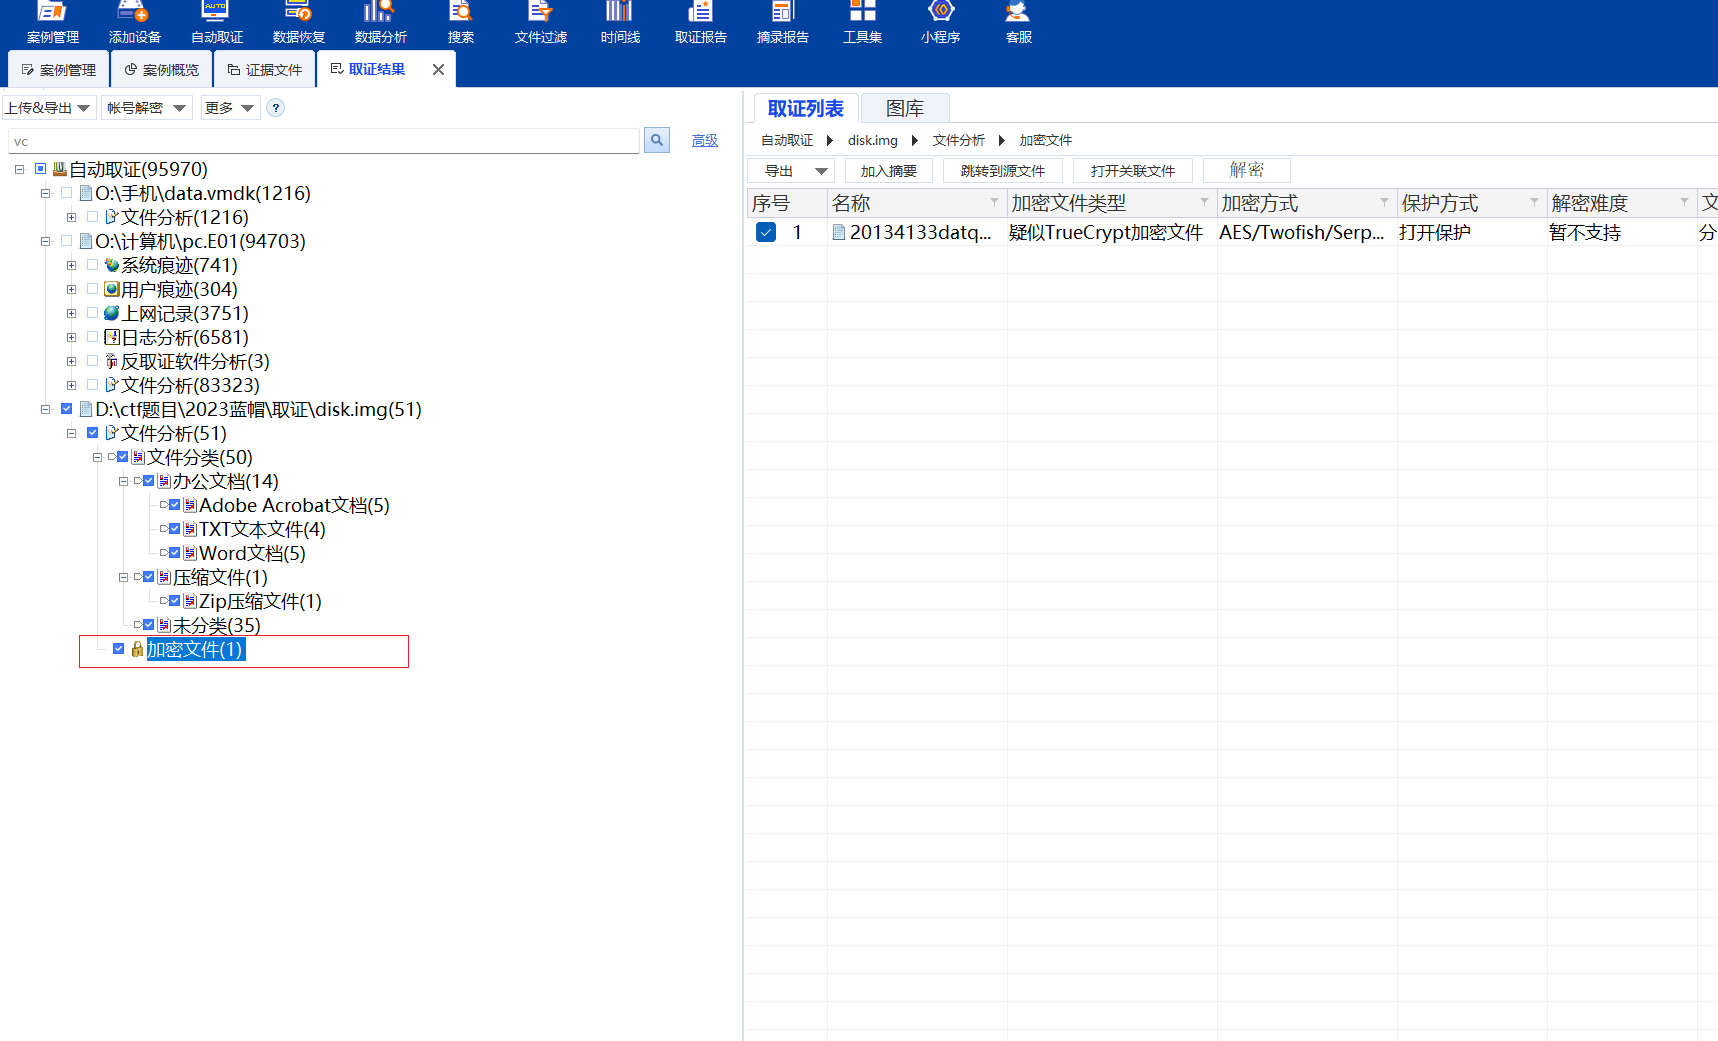 案例管理 添加设备 自动取证 数据恢复 数据分析 搜索 文件过滤 时间线 取证报告 摘录报告 工具集 小程序 客服
案例管理 案例概览 证据文件 取证结果
上传&导出 帐号解密 更多 ?
vc 高级
自动取证(95970)
O:\手机\data.vmdk(1216)
文件分析(1216)
O:\计算机\pc.E01(94703)
系统痕迹(741)
用户痕迹(304)
上网记录(3751)
日志分析(6581)
反取证软件分析(3)
文件分析(83323)
D:\ctf题目\2023蓝帽\取证\disk.img(51)
文件分析(51)
文件分类(50)
办公文档(14)
Adobe Acrobat文档(5)
TXT文本文件(4)
Word文档(5)
压缩文件(1)
Zip压缩文件(1)
未分类(35)
加密文件(1)
取证列表 图库
自动取证 disk.img 文件分析 加密文件
导出 加入摘要 跳转到源文件 打开关联文件 解密
序号 名称 加密文件类型 加密方式 保护方式 解密难度 文
1 20134133datq... 疑似TrueCrypt加密文件 AES/Twofish/Serp... 打开保护 暂不支持 分